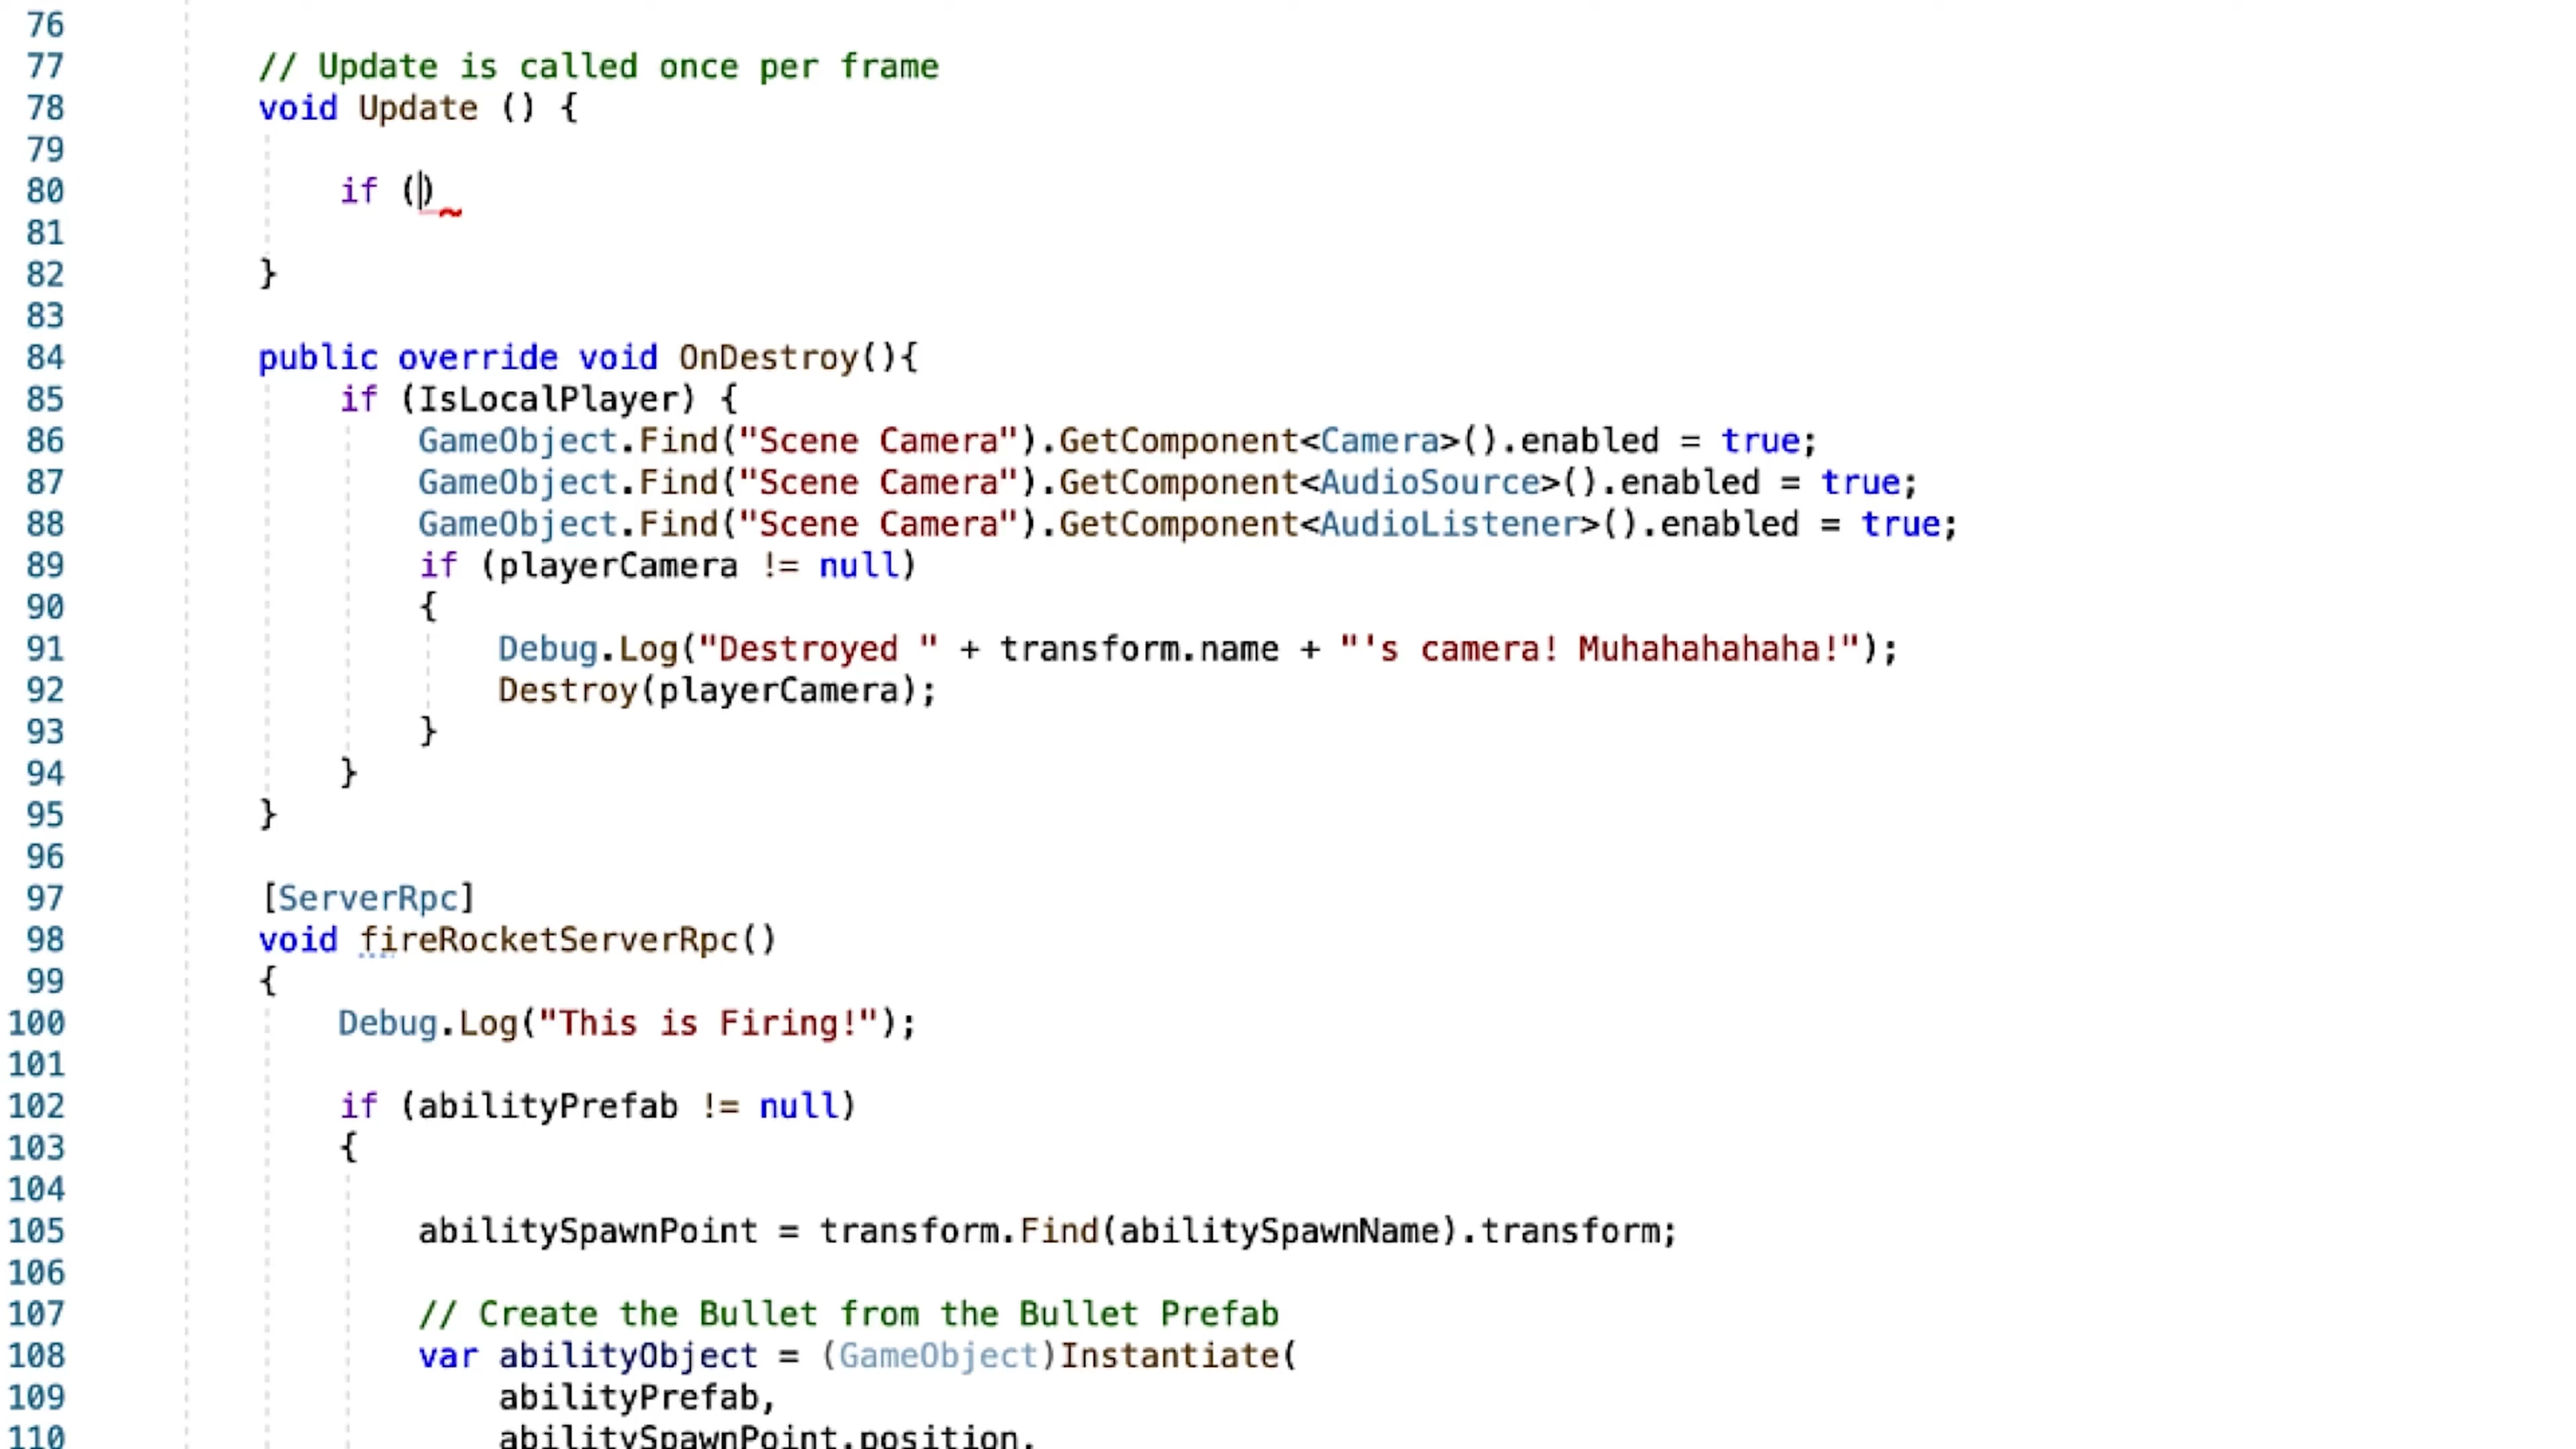 76
77 // Update is called once per frame
78 void Update () {
79
80 if ()
81
82 }
83
84 public override void OnDestroy(){
85 if (IsLocalPlayer) {
86 GameObject.Find("Scene Camera").GetComponent<Camera>().enabled = true;
87 GameObject.Find("Scene Camera").GetComponent<AudioSource>().enabled = true;
88 GameObject.Find("Scene Camera").GetComponent<AudioListener>().enabled = true;
89 if (playerCamera != null)
90 {
91 Debug.Log("Destroyed " + transform.name + "'s camera! Muhahahahaha!");
92 Destroy(playerCamera);
93 }
94 }
95 }
96
97 [ServerRpc]
98 void fireRocketServerRpc()
99 {
100 Debug.Log("This is Firing!");
101
102 if (abilityPrefab != null)
103 {
104
105 abilitySpawnPoint = transform.Find(abilitySpawnName).transform;
106
107 // Create the Bullet from the Bullet Prefab
108 var abilityObject = (GameObject)Instantiate(
109 abilityPrefab,
110 abilitySpawnPoint.position,